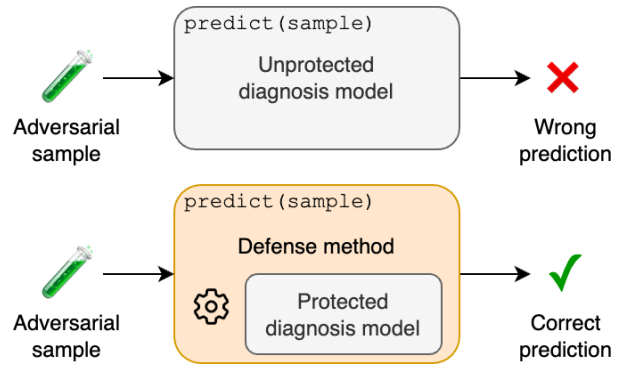 predict(sample)
Unprotected
diagnosis model
Adversarial
sample
Wrong
prediction
predict(sample)
Defense method
Protected
diagnosis model
Adversarial
sample
Correct
prediction